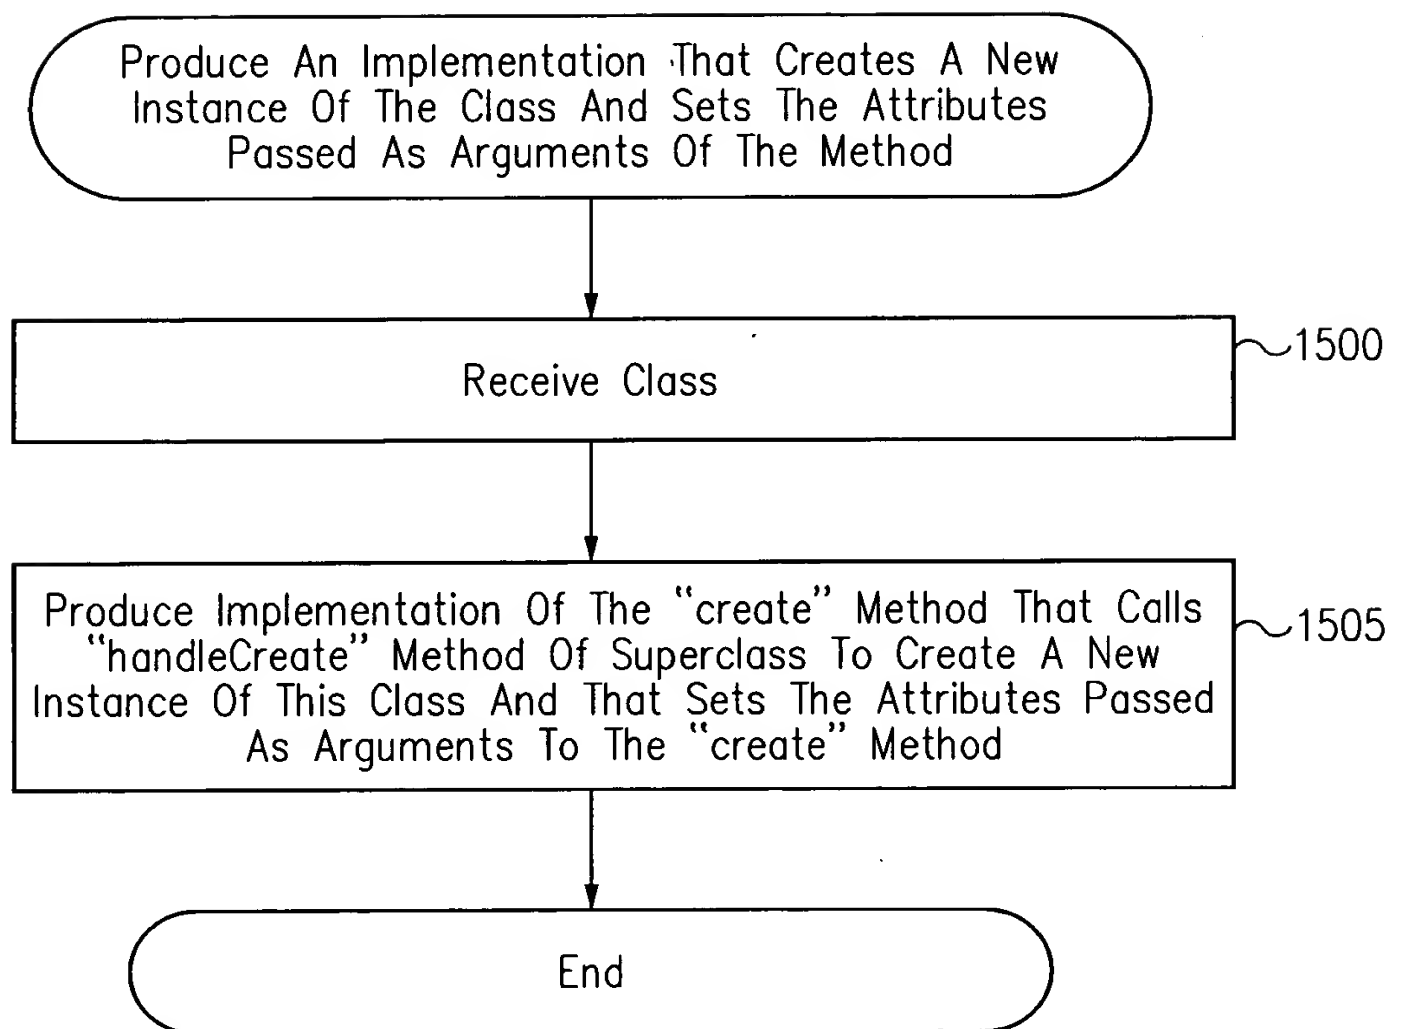 Produce An Implementation That Creates A New
Instance Of The Class And Sets The Attributes
Passed As Arguments Of The Method
Receive Class
1500
Produce Implementation Of The “create” Method That Calls
“handleCreate” Method Of Superclass To Create A New
Instance Of This Class And That Sets The Attributes Passed
As Arguments To The “create” Method
1505
End